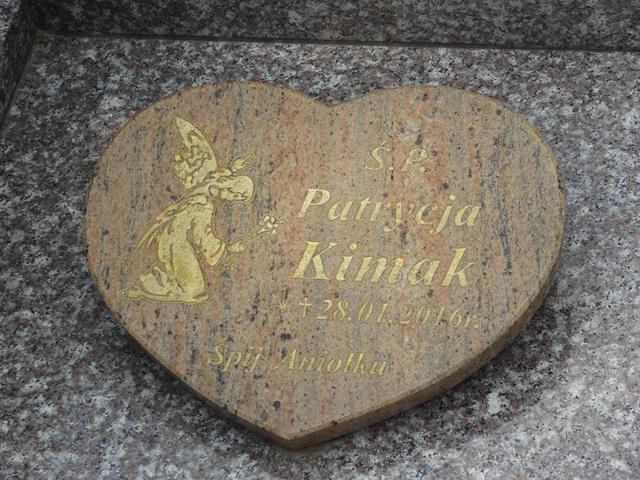 Ś.P.
Patrycja
Kimak
* † 28.01.2016r.
Śpij Aniołku